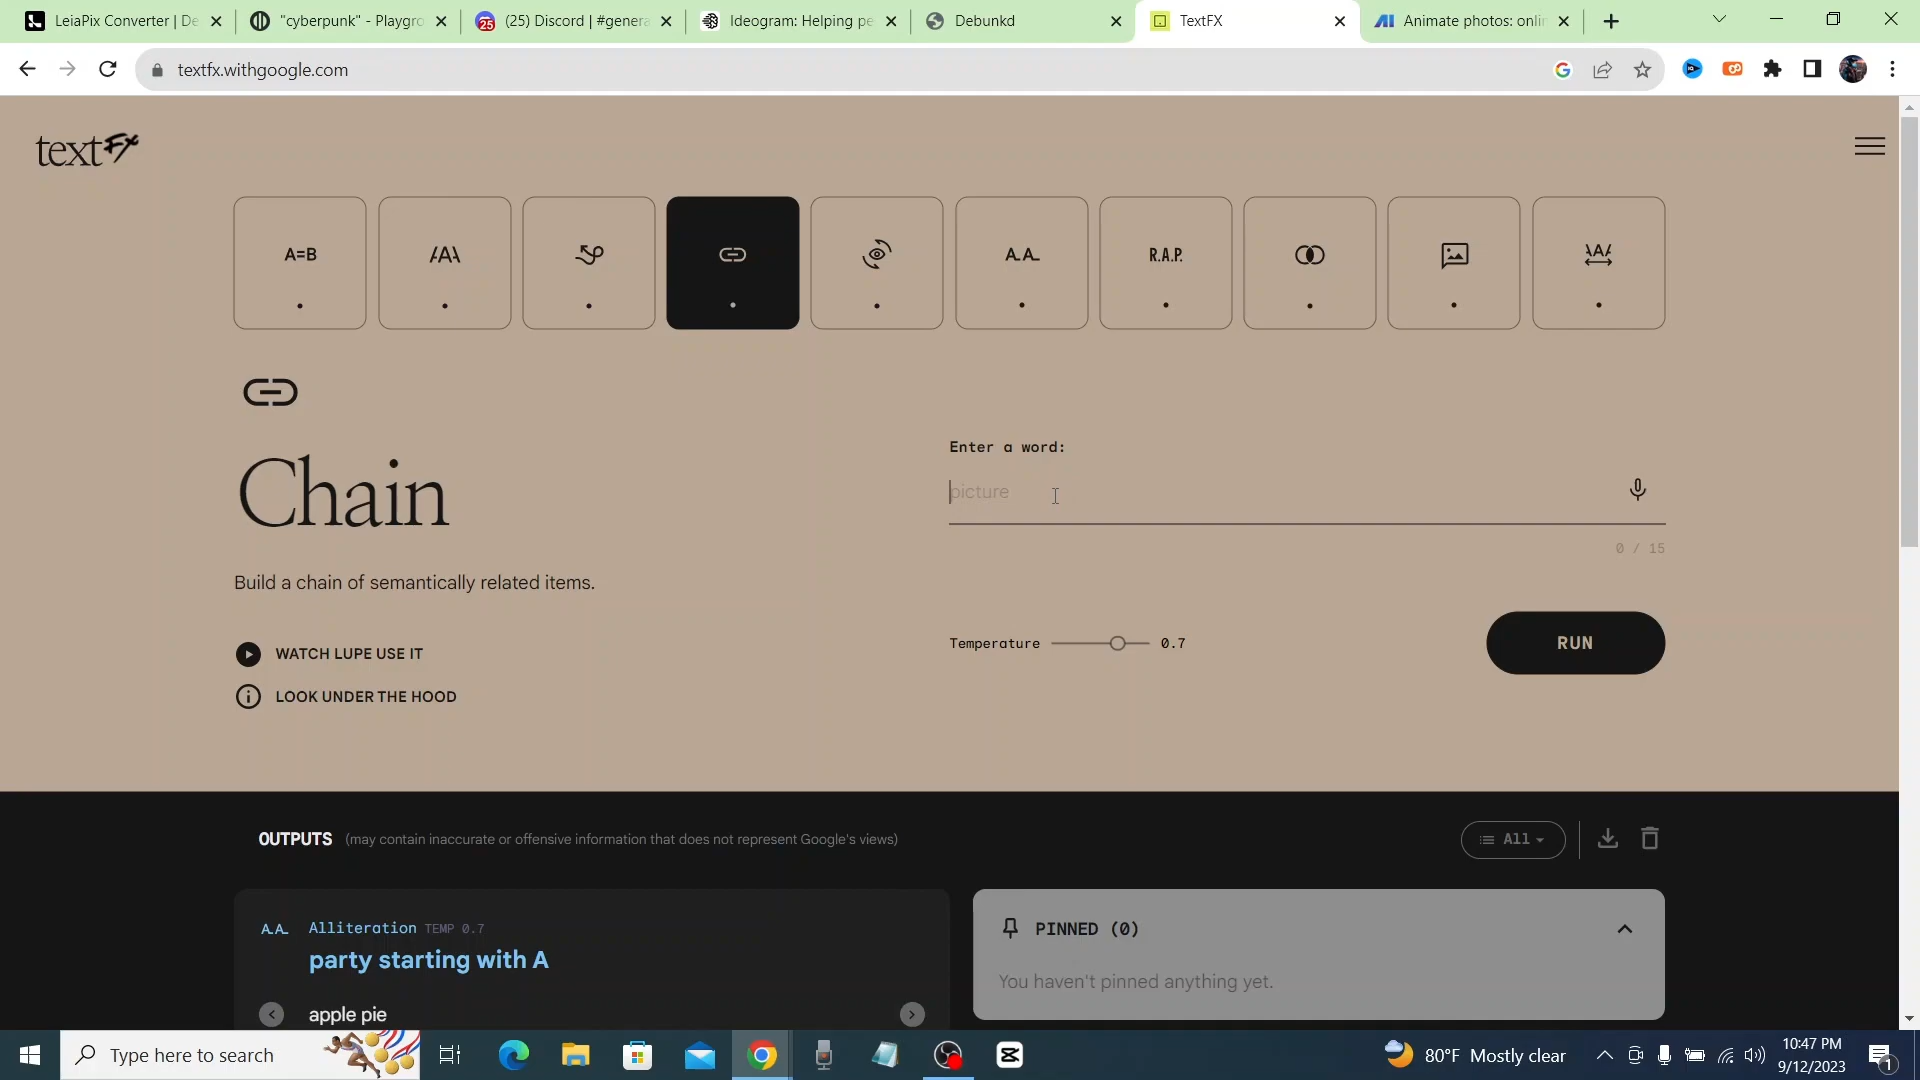 LeiaPix Converter | De
"cyberpunk" - Playgro
(25) Discord | #genera
Ideogram: Helping pe
Debunkd
TextFX
Animate photos: onlin
textfx.withgoogle.com
textFX
A=B
/A\
A.A.
R.A.P.
\A/
Chain
Build a chain of semantically related items.
WATCH LUPE USE IT
LOOK UNDER THE HOOD
Enter a word:
picture
0 / 15
Temperature 0.7
RUN
OUTPUTS (may contain inaccurate or offensive information that does not represent Google's views)
All
A.A. Alliteration TEMP 0.7
party starting with A
apple pie
PINNED (0)
You haven't pinned anything yet.
Type here to search
80°F Mostly clear
10:47 PM
9/12/2023
1